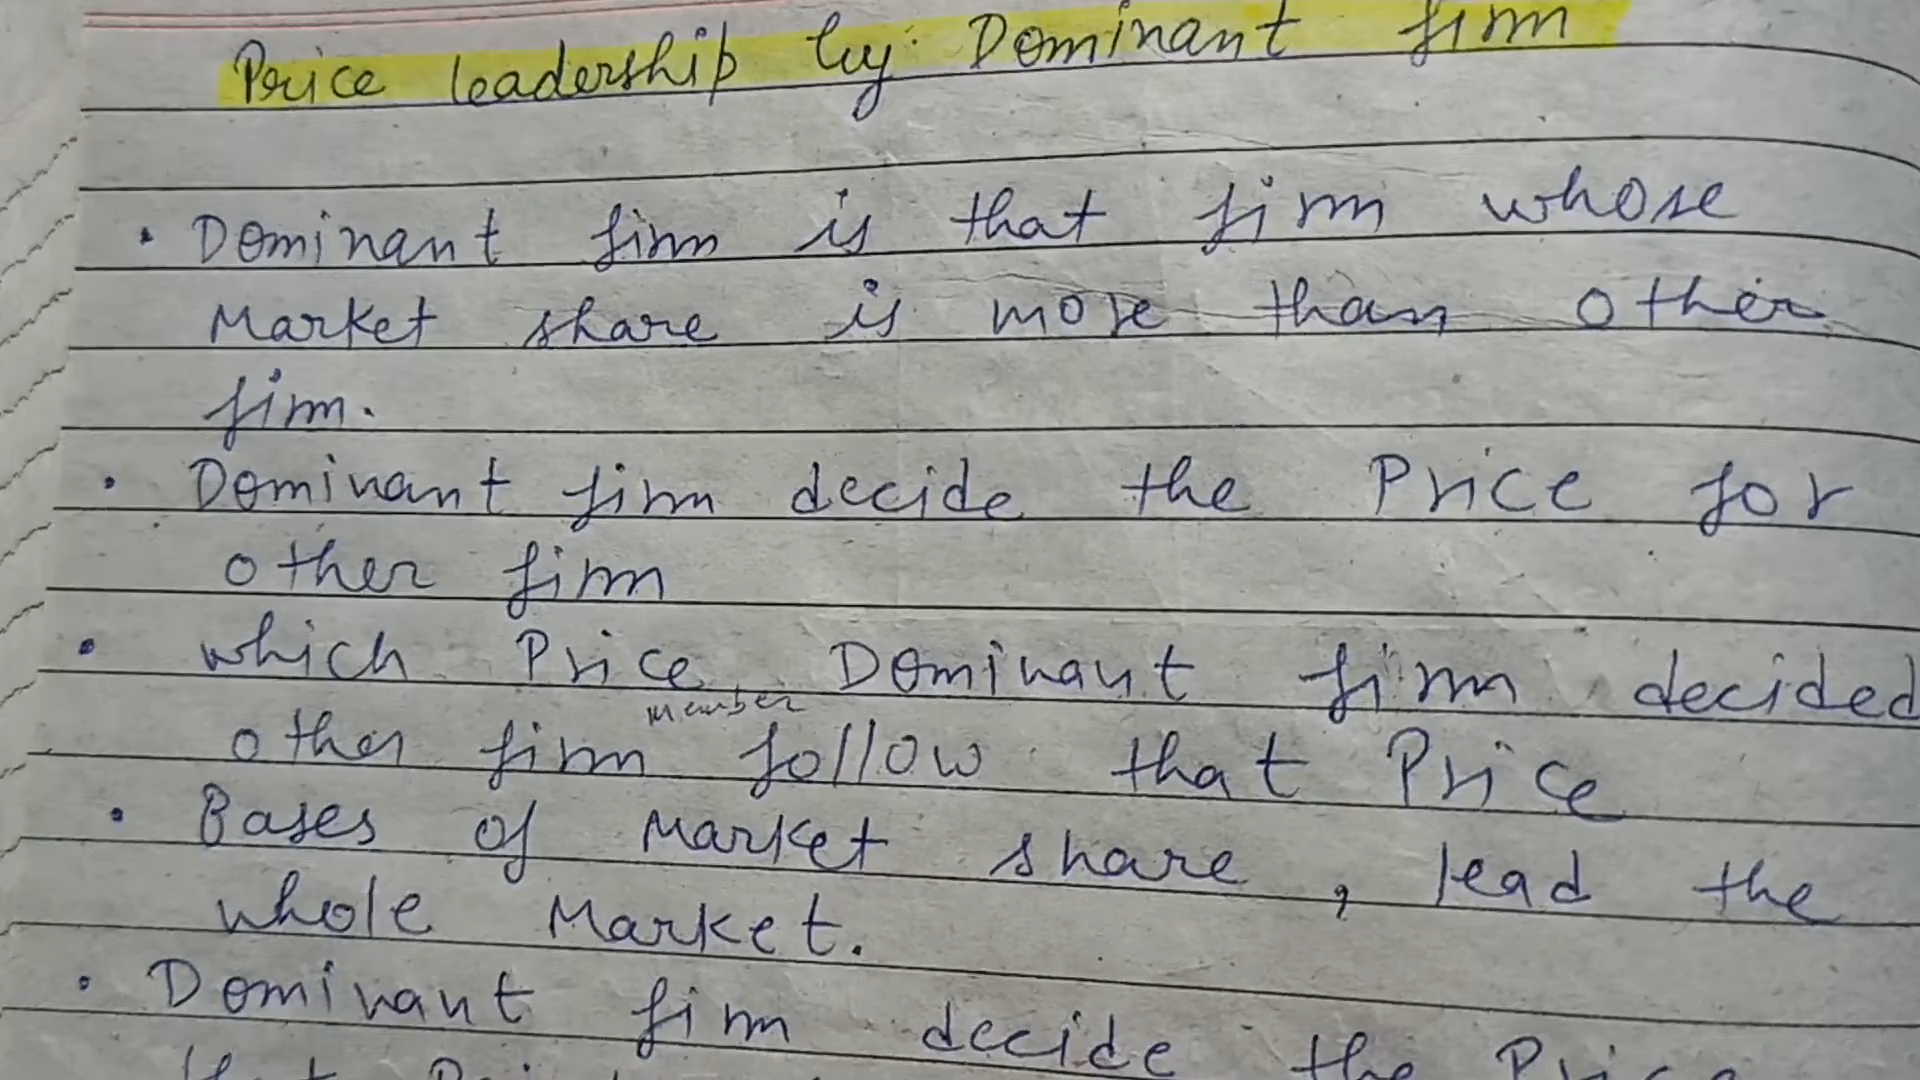 Price leadership by Dominant firm
• Dominant firm is that firm whose
Market share is more than other
firm.
• Dominant firm decide the Price for
other firm
• which Price Dominant firm decided
member
other firm follow that Price
• Bases of Market share, lead the
whole Market.
• Dominant firm decide the Price